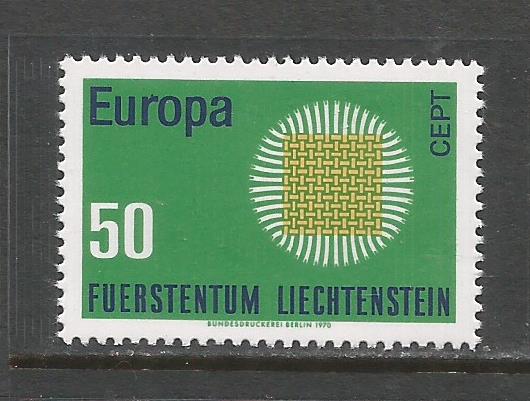 Europa
CEPT
50
FUERSTENTUM LIECHTENSTEIN
BUNDESDRUCKEREI BERLIN 1970